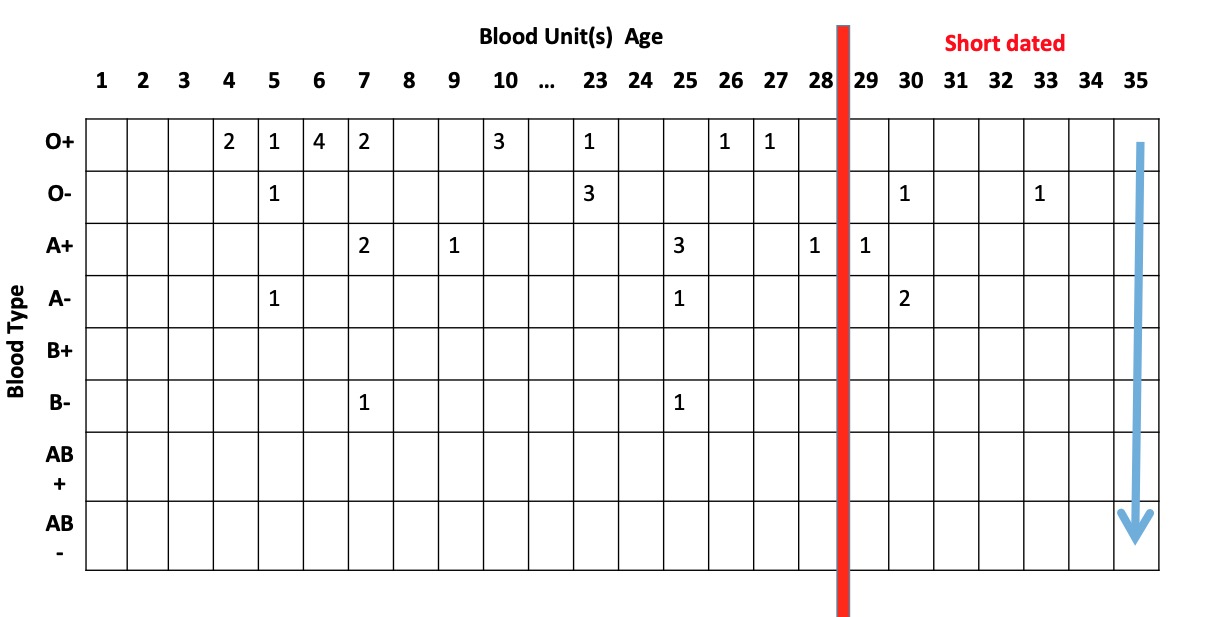 Blood Unit(s) Age
Short dated
1 2 3 4 5 6 7 8 9 10 ... 23 24 25 26 27 28 29 30 31 32 33 34 35
Blood Type
O+ 2 1 4 2 3 1 1 1
O- 1 3 1 1
A+ 2 1 3 1 1
A- 1 1 2
B+
B- 1 1
AB
+
AB
-